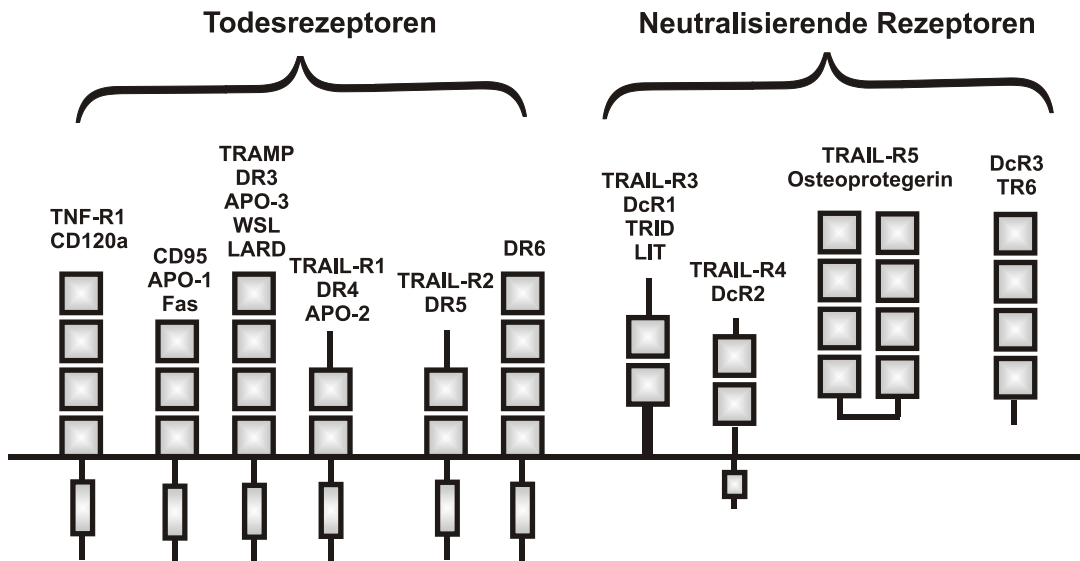 Todesrezeptoren
Neutralisierende Rezeptoren
TNF-R1
CD120a
CD95
APO-1
Fas
TRAMP
DR3
APO-3
WSL
LARD
TRAIL-R1
DR4
APO-2
TRAIL-R2
DR5
DR6
TRAIL-R3
DcR1
TRID
LIT
TRAIL-R4
DcR2
TRAIL-R5
Osteoprotegerin
DcR3
TR6